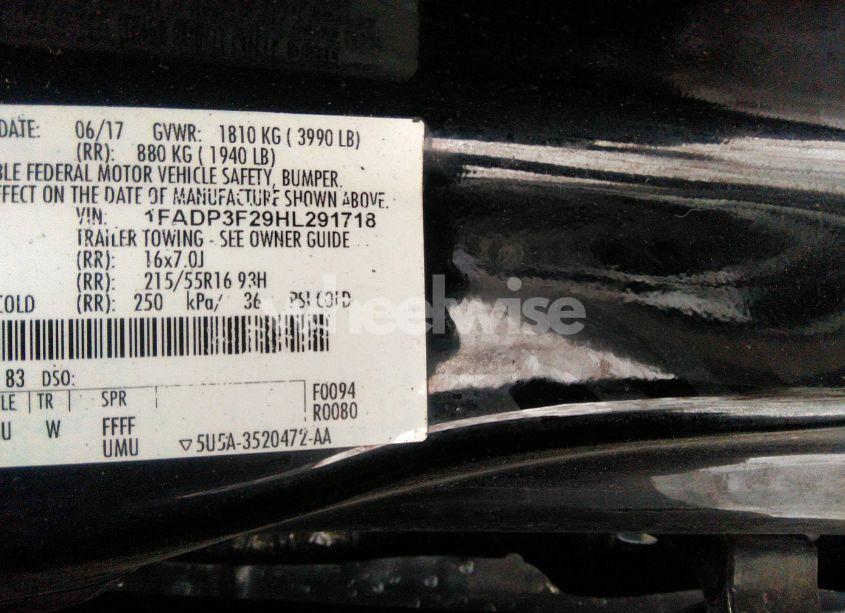 DATE: 06/17 GVWR: 1810 KG ( 3990 LB)
(RR): 880 KG ( 1940 LB)
BLE FEDERAL MOTOR VEHICLE SAFETY, BUMPER,
EFFECT ON THE DATE OF MANUFACTURE SHOWN ABOVE.
VIN: 1FADP3F29HL291718
TRAILER TOWING - SEE OWNER GUIDE
(RR): 16x7.0J
(RR): 215/55R16 93H
COLD (RR): 250 kPa/ 36 PSI COLD
wheelwise
83 DSO:
LE TR SPR F0094
R0080
U W FFFF
UMU ▽5U5A-3520472-AA